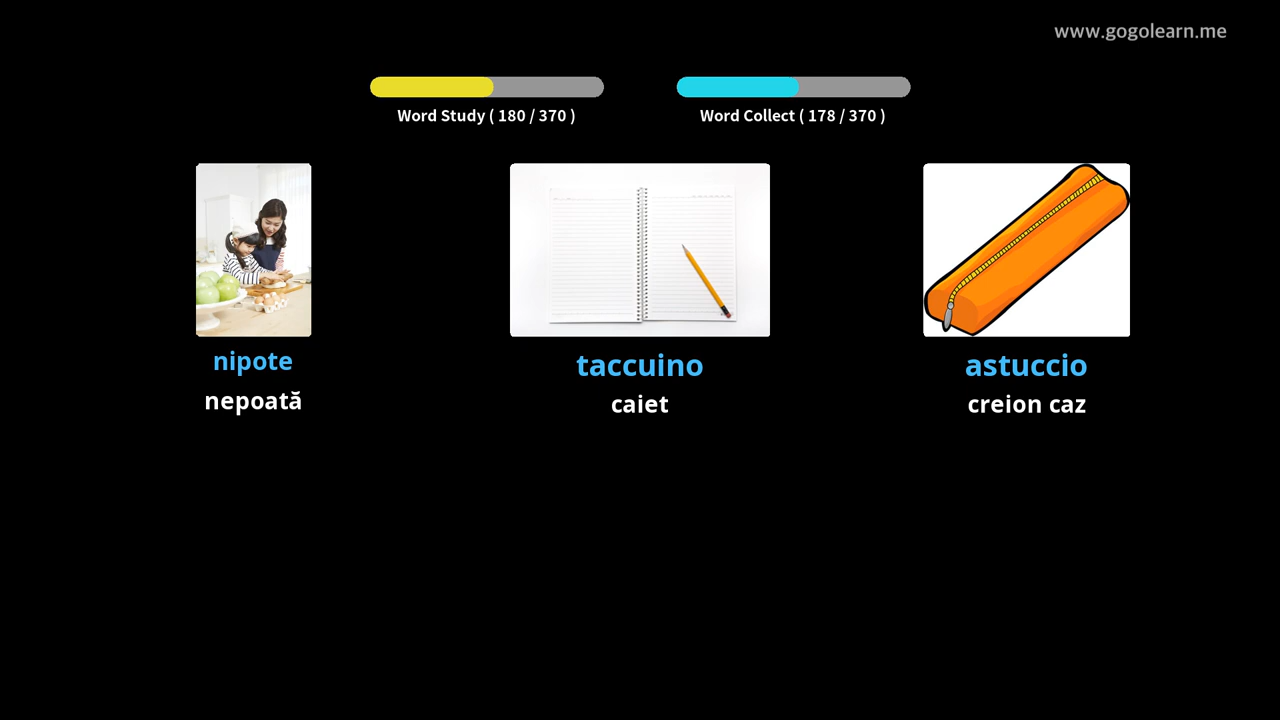 www.gogolearn.me
Word Study ( 180 / 370 )
Word Collect ( 178 / 370 )
nipote
nepoată
taccuino
caiet
astuccio
creion caz